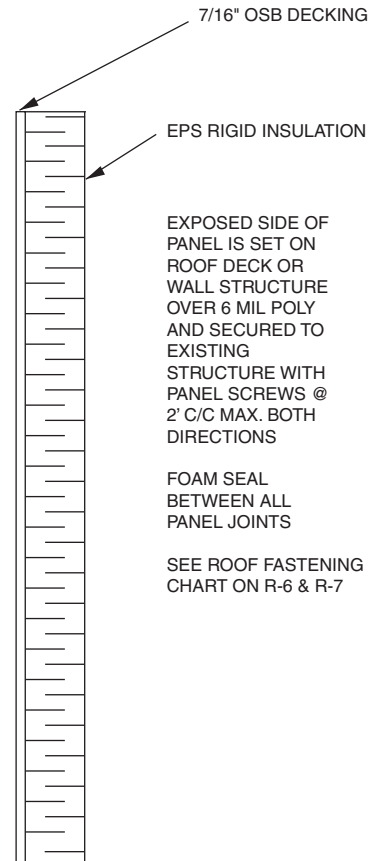 7/16" OSB DECKING
EPS RIGID INSULATION
EXPOSED SIDE OF
PANEL IS SET ON
ROOF DECK OR
WALL STRUCTURE
OVER 6 MIL POLY
AND SECURED TO
EXISTING
STRUCTURE WITH
PANEL SCREWS @
2' C/C MAX. BOTH
DIRECTIONS
FOAM SEAL
BETWEEN ALL
PANEL JOINTS
SEE ROOF FASTENING
CHART ON R-6 & R-7